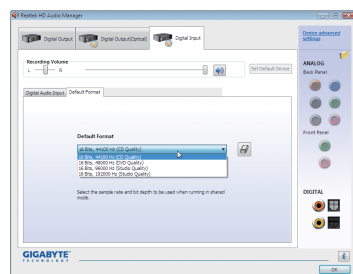 Realtek HD Audio Manager
Digital Output
Digital Output(Optical)
Digital Input
Device advanced
settings
Recording Volume
L
R
Set Default Device
ANALOG
Back Panel
Digital Audio Input
Default Format
Default Format
16 Bits, 44100 Hz (CD Quality)
16 Bits, 44100 Hz (CD Quality)
16 Bits, 48000 Hz (DVD Quality)
16 Bits, 96000 Hz (Studio Quality)
16 Bits, 192000 Hz (Studio Quality)
Front Panel
Select the sample rate and bit depth to be used when running in shared
mode.
DIGITAL
GIGABYTE
TECHNOLOGY
OK